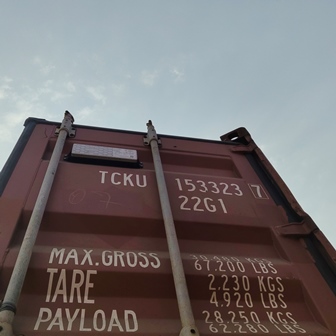 TCKU 153323 7
22G1
MAX.GROSS
67.200 LBS
TARE 2.230 KGS
4.920 LBS
PAYLOAD 28.250 KGS
62.280 LBS